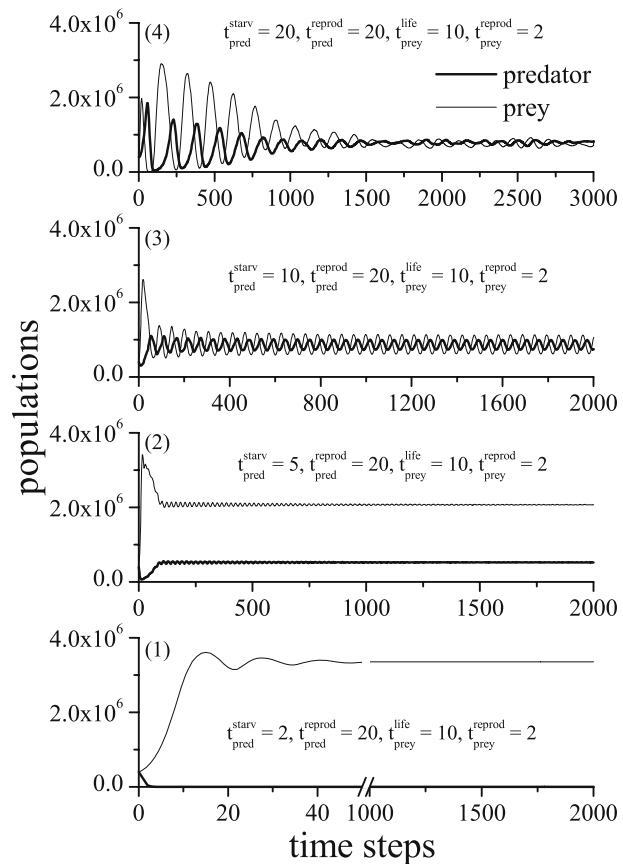 populations
(4)
t_pred^starv = 20, t_pred^reprod = 20, t_prey^life = 10, t_prey^reprod = 2
predator
prey
4.0x10^6
2.0x10^6
0.0
0 500 1000 1500 2000 2500 3000
(3)
t_pred^starv = 10, t_pred^reprod = 20, t_prey^life = 10, t_prey^reprod = 2
4.0x10^6
2.0x10^6
0.0
400 800 1200 1600 2000
(2)
t_pred^starv = 5, t_pred^reprod = 20, t_prey^life = 10, t_prey^reprod = 2
4.0x10^6
2.0x10^6
0.0
0 500 1000 1500 2000
(1)
t_pred^starv = 2, t_pred^reprod = 20, t_prey^life = 10, t_prey^reprod = 2
4.0x10^6
2.0x10^6
0.0
0 20 40 1000 1500 2000
time steps